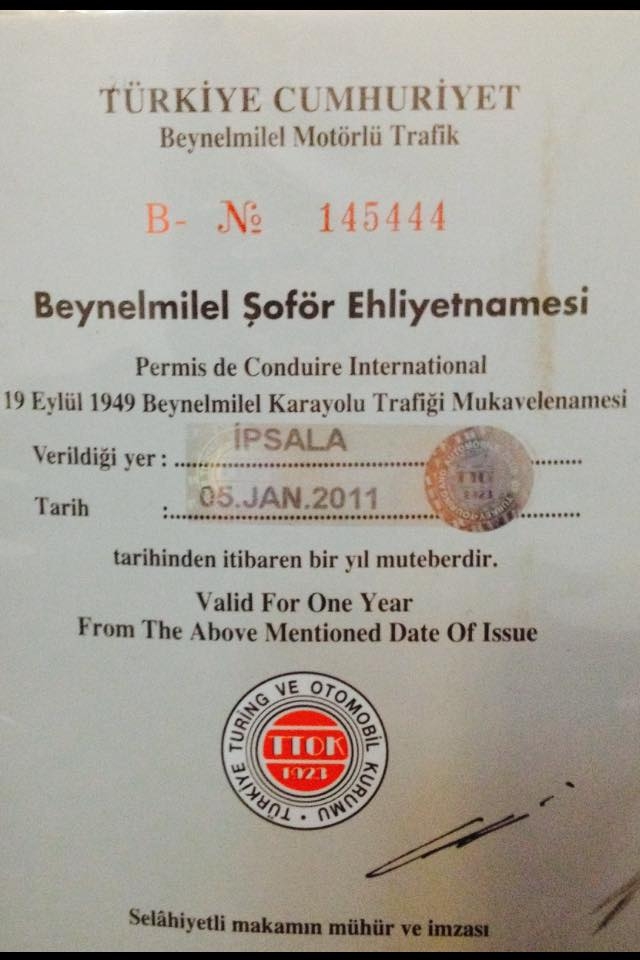 TÜRKİYE CUMHURİYET
Beynelmilel Motörlü Trafik
B- № 145444
Beynelmilel Şoför Ehliyetnamesi
Permis de Conduire International
19 Eylül 1949 Beynelmilel Karayolu Trafiği Mukavelenamesi
Verildiği yer : İPSALA
Tarih : 05.JAN.2011
tarihinden itibaren bir yıl muteberdir.
Valid For One Year
From The Above Mentioned Date Of Issue
TÜRKİYE TURİNG VE OTOMOBİL KURUMU
TTOK
1923
Selâhiyetli makamın mühür ve imzası